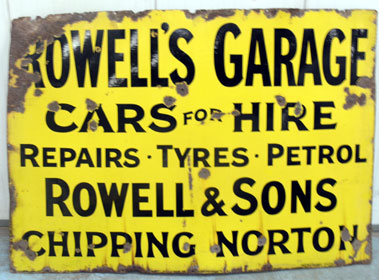 ROWELL'S GARAGE
CARS FOR HIRE
REPAIRS · TYRES · PETROL
ROWELL & SONS
CHIPPING NORTON